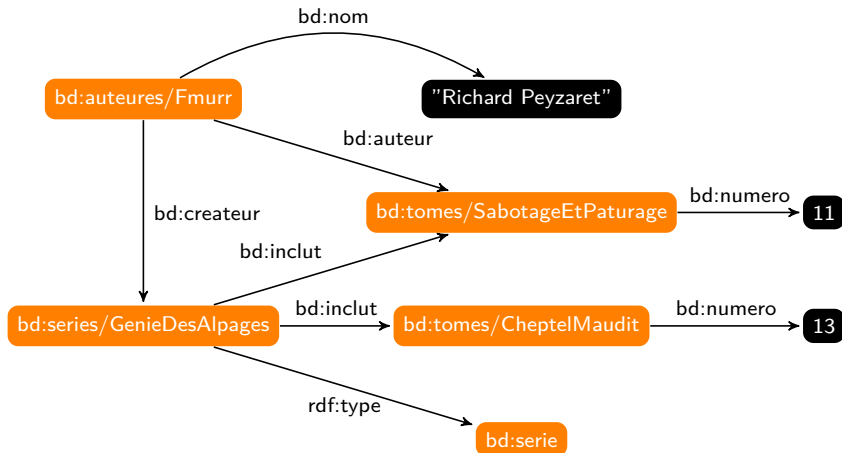 bd:nom
bd:auteures/Fmurr
"Richard Peyzaret"
bd:auteur
bd:createur
bd:tomes/SabotageEtPaturage
bd:numero
11
bd:inclut
bd:series/GenieDesAlpages
bd:inclut
bd:tomes/CheptelMaudit
bd:numero
13
rdf:type
bd:serie